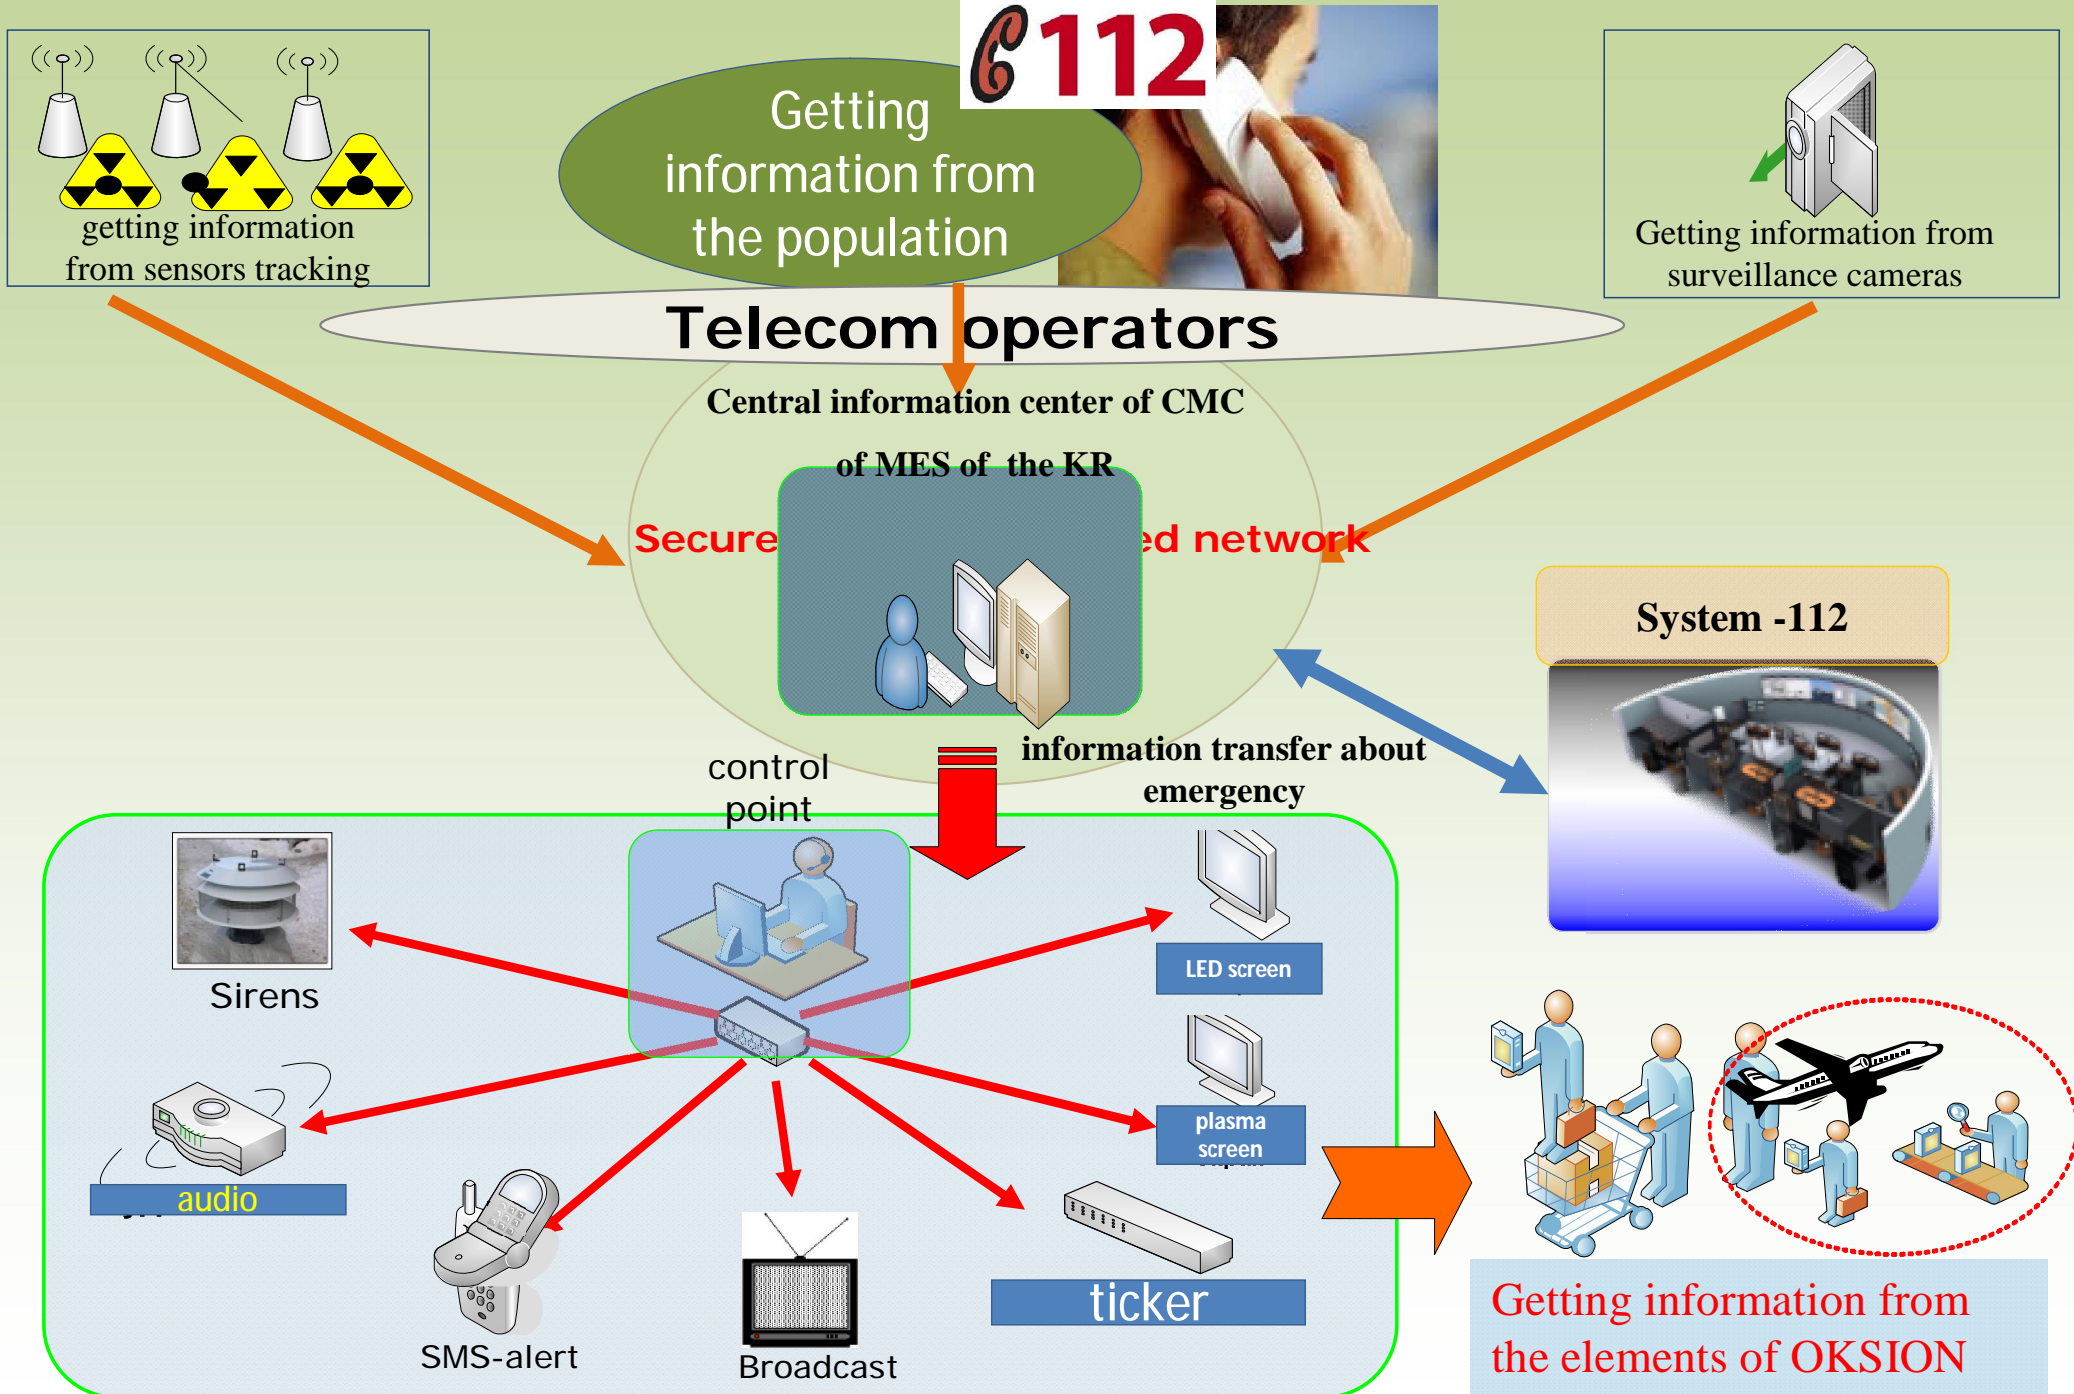 112
Getting
information from
the population
getting information
from sensors tracking
Getting information from
surveillance cameras
Telecom operators
Central information center of CMC
of MES of the KR
Secure
ed network
System -112
information transfer about
emergency
control
point
Sirens
LED screen
plasma
screen
audio
ticker
SMS-alert
Broadcast
Getting information from
the elements of OKSION